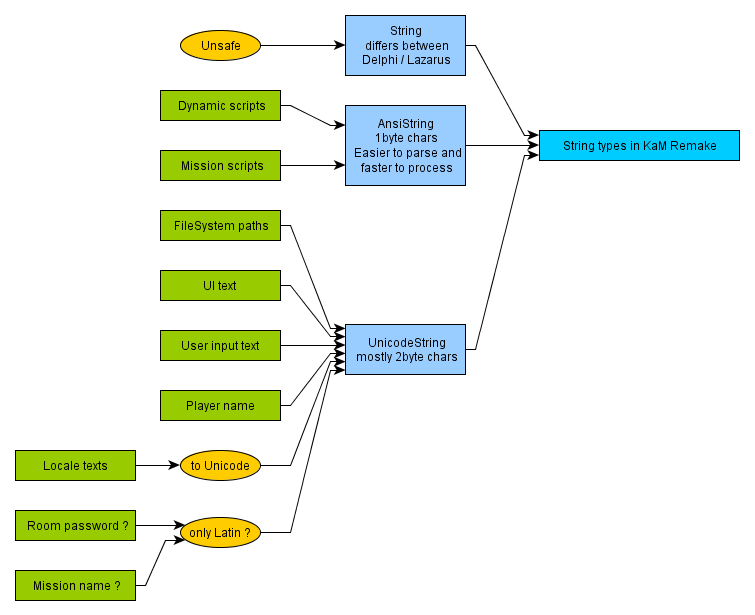 String
differs between
Delphi / Lazarus
Unsafe
Dynamic scripts
AnsiString
1byte chars
Easier to parse and
faster to process
String types in KaM Remake
Mission scripts
FileSystem paths
UI text
User input text
UnicodeString
mostly 2byte chars
Player name
Locale texts
to Unicode
Room password ?
only Latin ?
Mission name ?